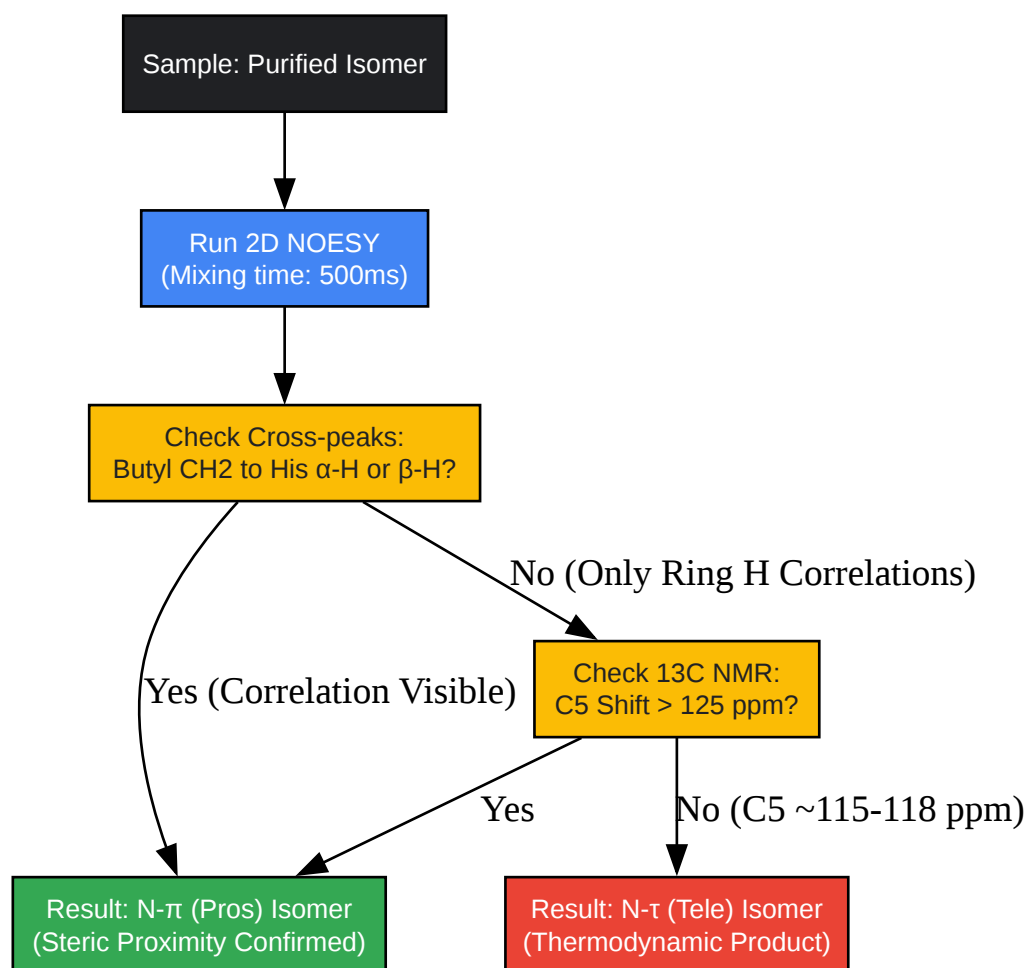 Sample: Purified Isomer
Run 2D NOESY
(Mixing time: 500ms)
Check Cross-peaks:
Butyl CH2 to His α-H or β-H?
No (Only Ring H Correlations)
Check 13C NMR:
C5 Shift > 125 ppm?
Yes (Correlation Visible)
Yes
No (C5 ~115-118 ppm)
Result: N-π (Pros) Isomer
(Steric Proximity Confirmed)
Result: N-τ (Tele) Isomer
(Thermodynamic Product)